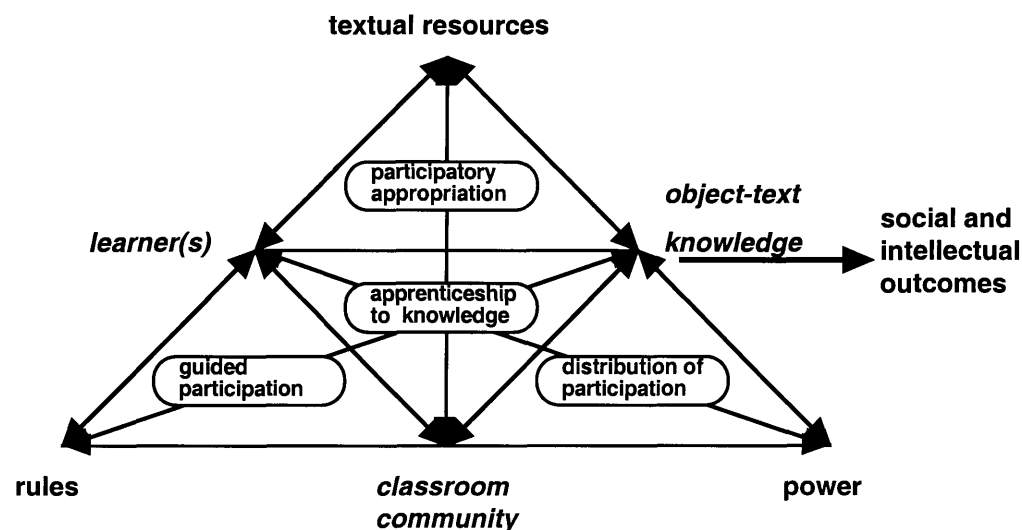 textual resources
participatory
appropriation
object-text
learner(s)
knowledge
social and
intellectual
outcomes
apprenticeship
to knowledge
guided
participation
distribution of
participation
rules
classroom
community
power